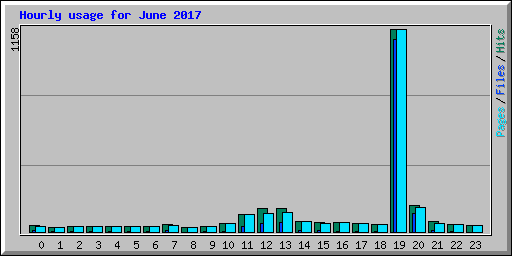 Hourly usage for June 2017
1158
Pages/Files/Hits
0 1 2 3 4 5 6 7 8 9 10 11 12 13 14 15 16 17 18 19 20 21 22 23